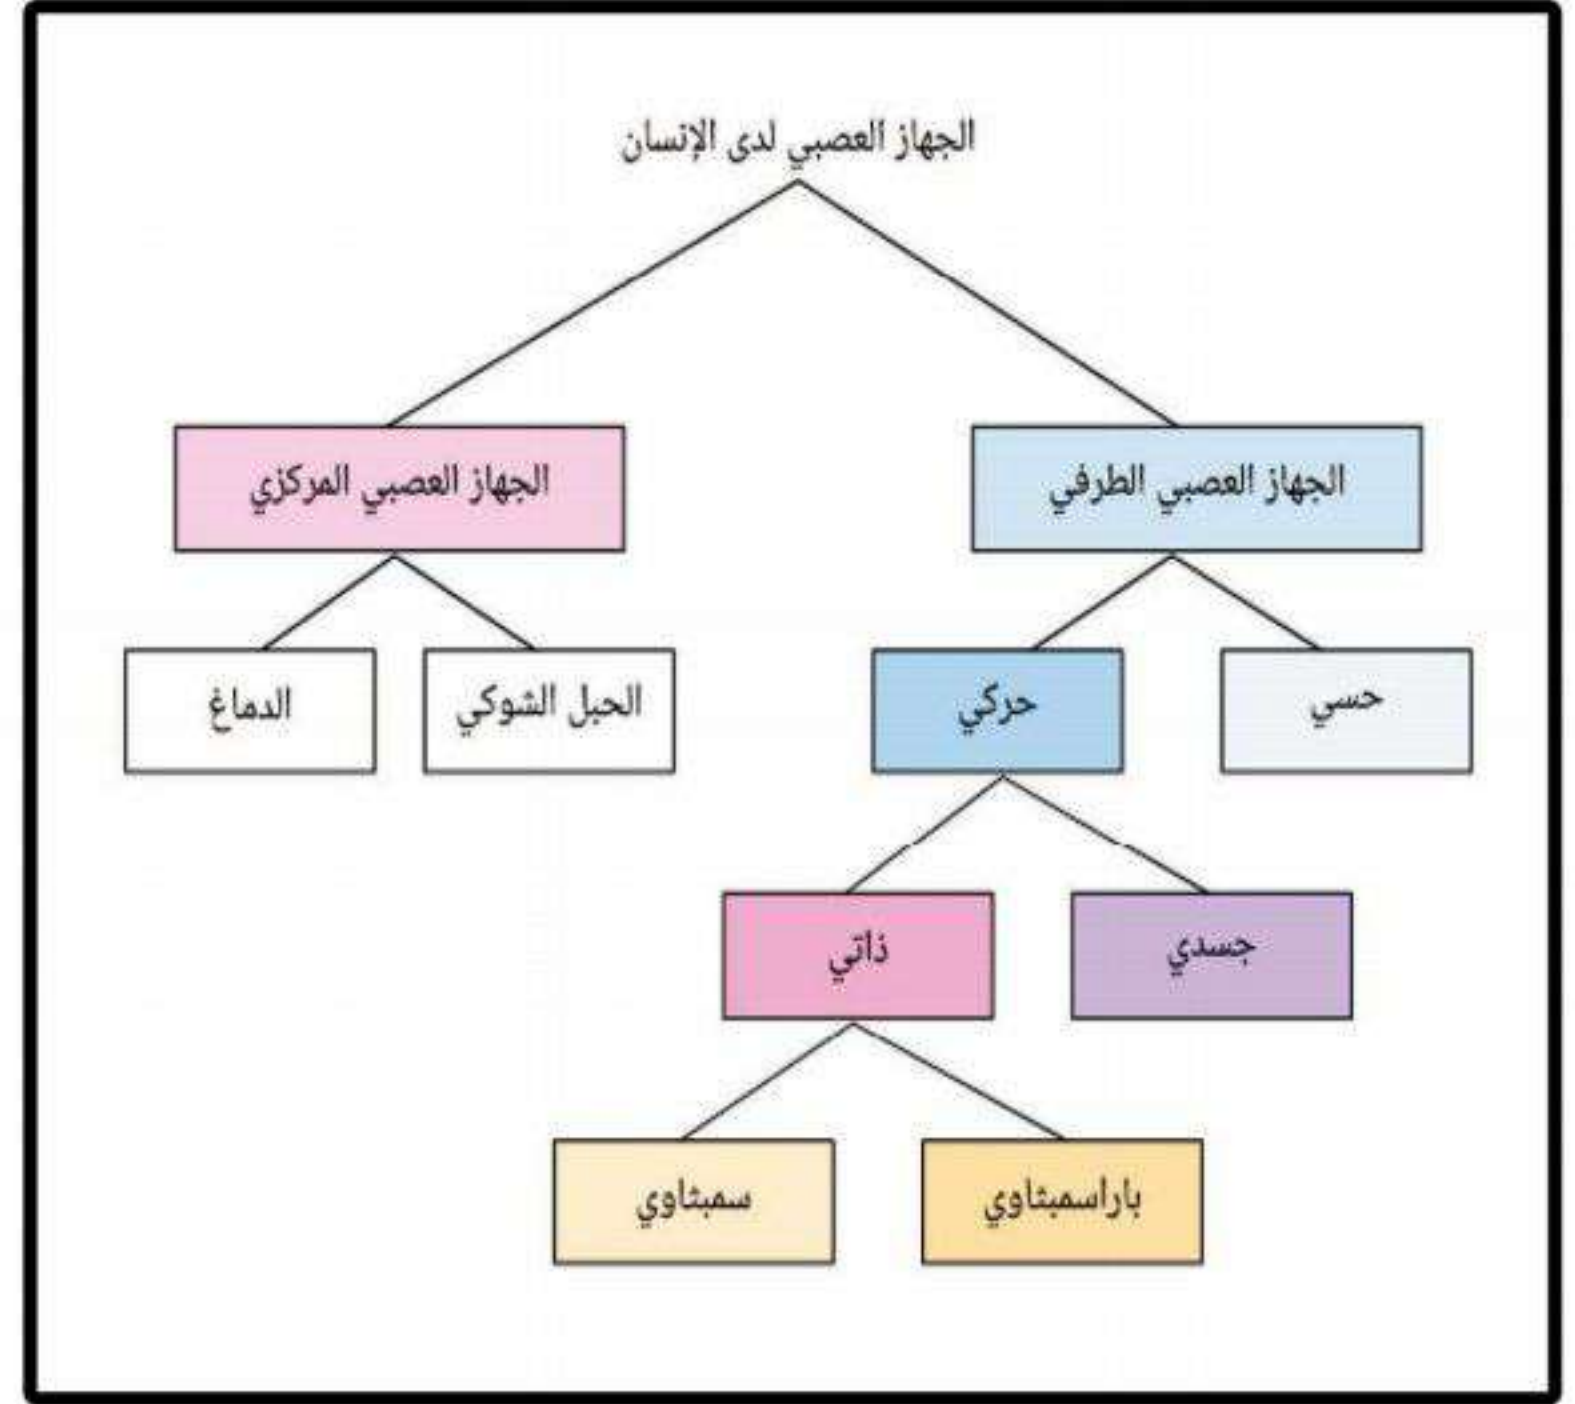 الجهاز العصبي لدى الإنسان
الجهاز العصبي الطرفي
الجهاز العصبي المركزي
حسي
حركي
الحبل الشوكي
الدماغ
جسدي
ذاتي
باراسمبثاوي
سمبثاوي